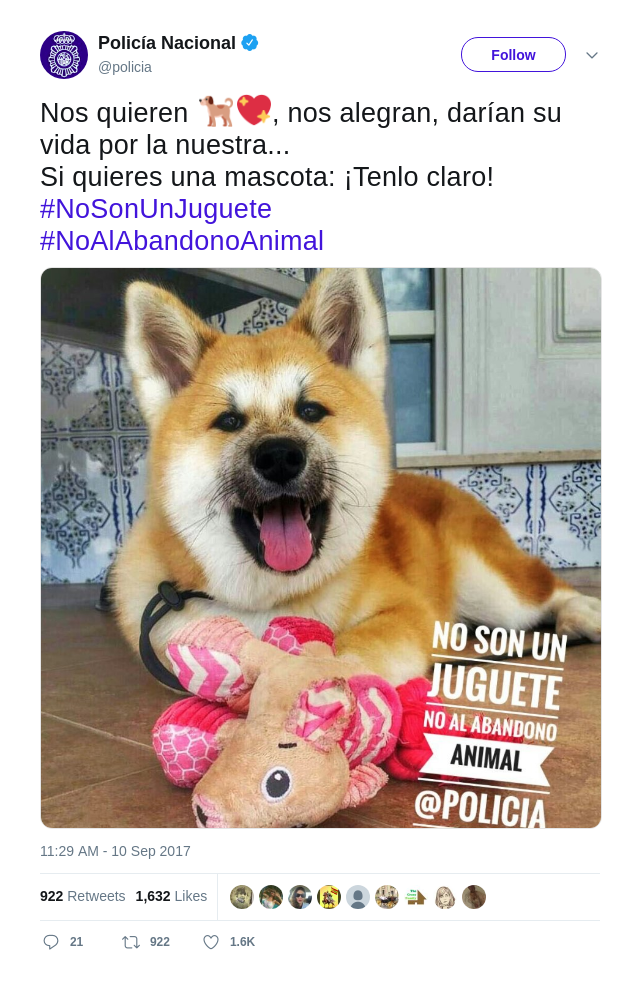 Policía Nacional
@policia
Follow
Nos quieren 🐕💖, nos alegran, darían su
vida por la nuestra...
Si quieres una mascota: ¡Tenlo claro!
#NoSonUnJuguete
#NoAlAbandonoAnimal
NO SON UN
JUGUETE
NO AL ABANDONO
ANIMAL
@POLICIA
11:29 AM - 10 Sep 2017
922 Retweets 1,632 Likes
21 922 1.6K